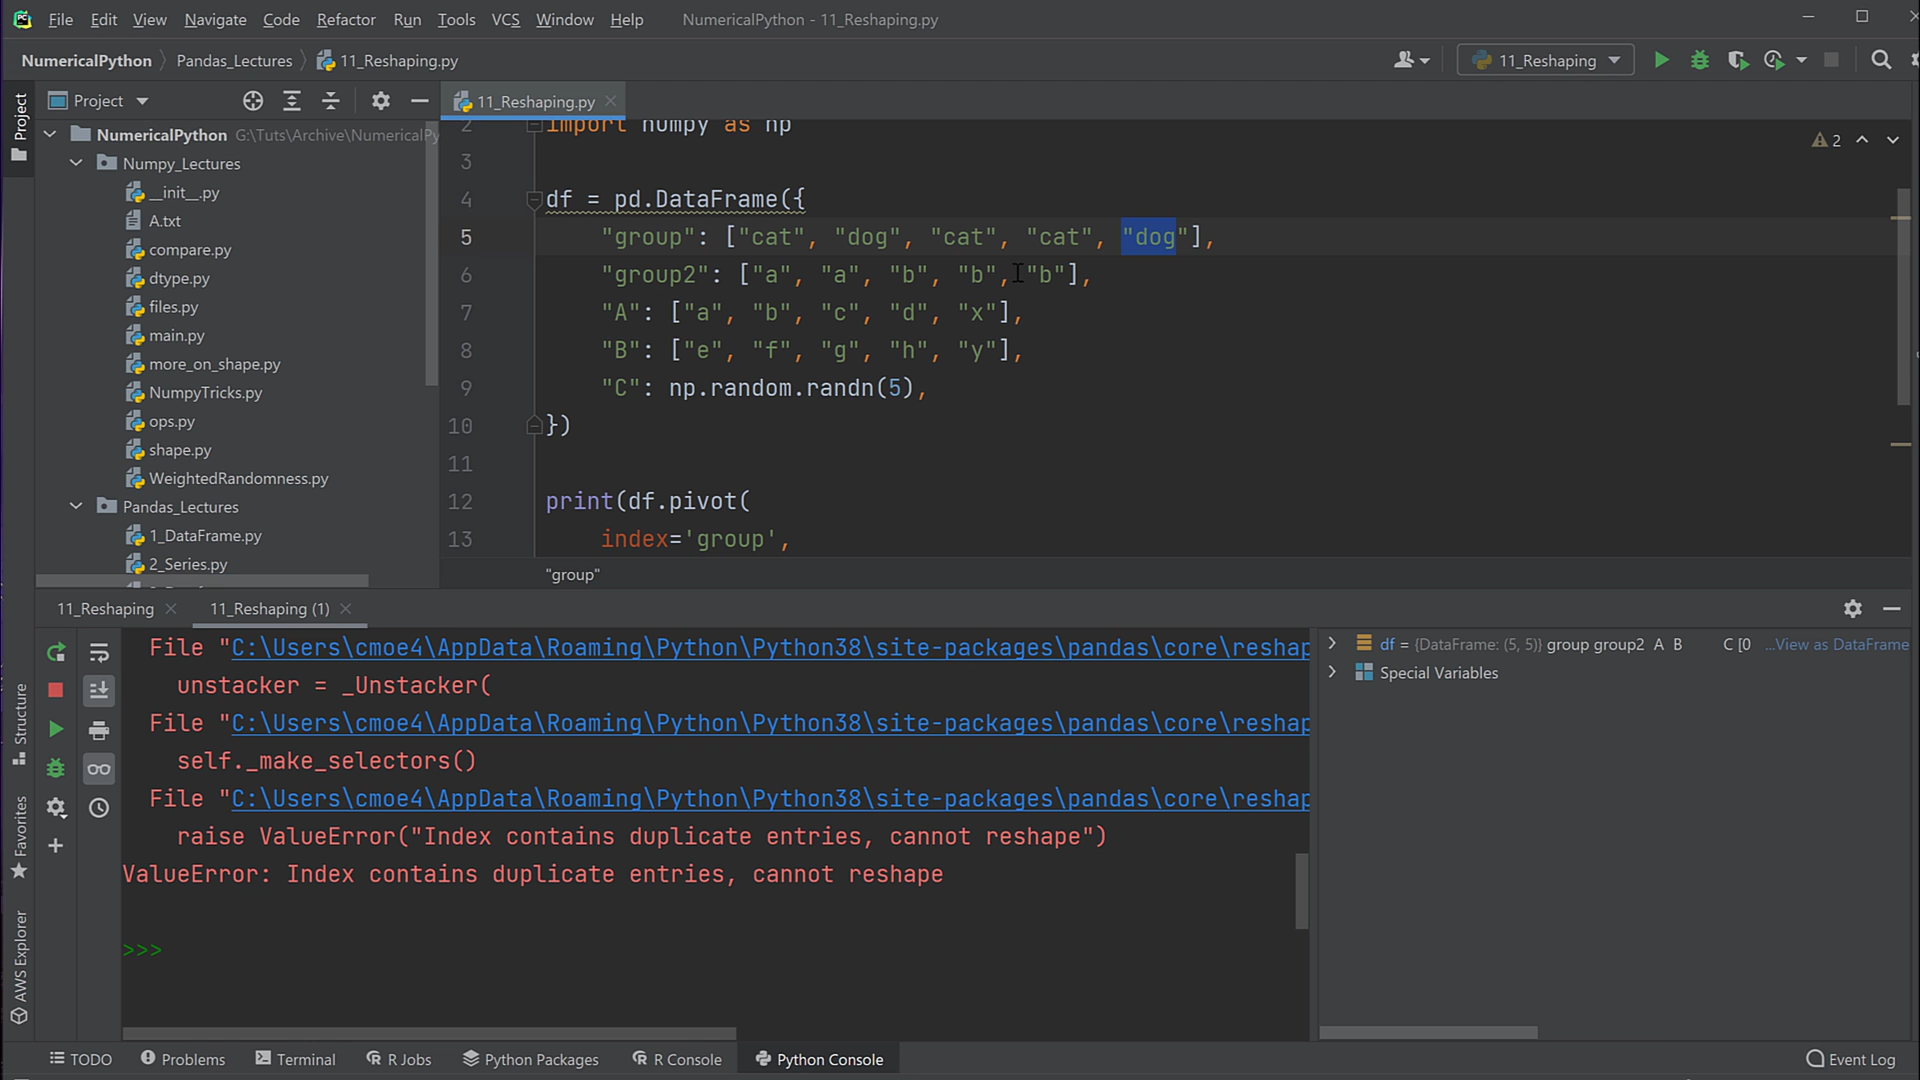 File Edit View Navigate Code Refactor Run Tools VCS Window Help NumericalPython - 11_Reshaping.py
NumericalPython Pandas_Lectures 11_Reshaping.py 11_Reshaping
Project
Project
11_Reshaping.py
NumericalPython G:\Tuts\Archive\NumericalPy
Numpy_Lectures
__init__.py
A.txt
compare.py
dtype.py
files.py
main.py
more_on_shape.py
NumpyTricks.py
ops.py
shape.py
WeightedRandomness.py
Pandas_Lectures
1_DataFrame.py
2_Series.py
2 import numpy as np
3
4 df = pd.DataFrame({
5 "group": ["cat", "dog", "cat", "cat", "dog"],
6 "group2": ["a", "a", "b", "b", "b"],
7 "A": ["a", "b", "c", "d", "x"],
8 "B": ["e", "f", "g", "h", "y"],
9 "C": np.random.randn(5),
10 })
11
12 print(df.pivot(
13 index='group',
2
"group"
11_Reshaping 11_Reshaping (1)
File "C:\Users\cmoe4\AppData\Roaming\Python\Python38\site-packages\pandas\core\reshap
unstacker = _Unstacker(
File "C:\Users\cmoe4\AppData\Roaming\Python\Python38\site-packages\pandas\core\reshap
self._make_selectors()
File "C:\Users\cmoe4\AppData\Roaming\Python\Python38\site-packages\pandas\core\reshap
raise ValueError("Index contains duplicate entries, cannot reshape")
ValueError: Index contains duplicate entries, cannot reshape
>>>
df = {DataFrame: (5, 5)} group group2 A B C [0 ...View as DataFrame
Special Variables
Structure
Favorites
AWS Explorer
TODO Problems Terminal R Jobs Python Packages R Console Python Console Event Log